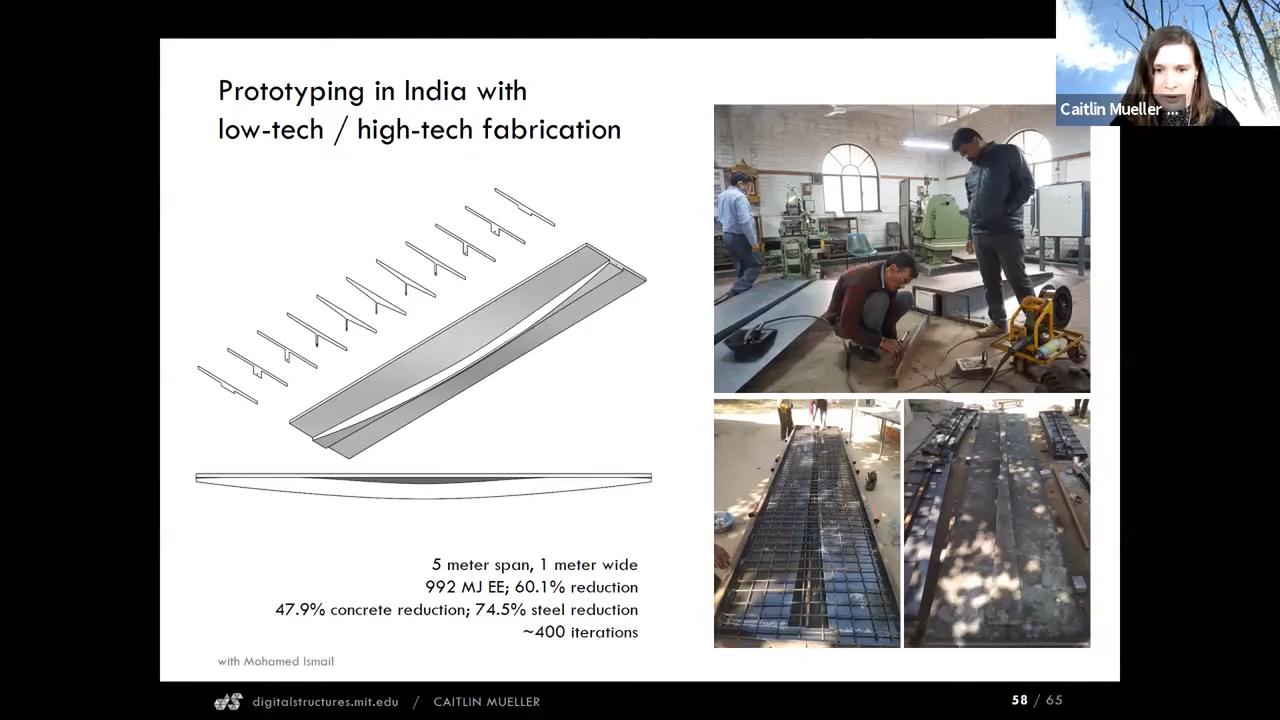 Prototyping in India with
low-tech / high-tech fabrication
Caitlin Mueller ...
5 meter span, 1 meter wide
992 MJ EE; 60.1% reduction
47.9% concrete reduction; 74.5% steel reduction
~400 iterations
with Mohamed Ismail
digitalstructures.mit.edu / CAITLIN MUELLER
58 / 65